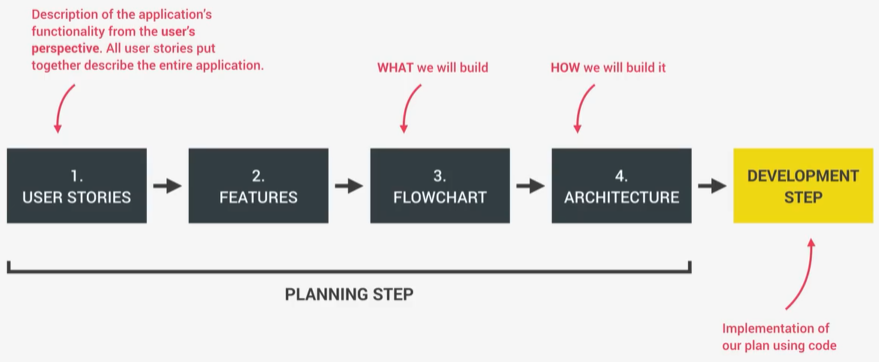 Description of the application's
functionality from the user's
perspective. All user stories put
together describe the entire application.
WHAT we will build
HOW we will build it
1.
USER STORIES
2.
FEATURES
3.
FLOWCHART
4.
ARCHITECTURE
DEVELOPMENT
STEP
PLANNING STEP
Implementation of
our plan using code